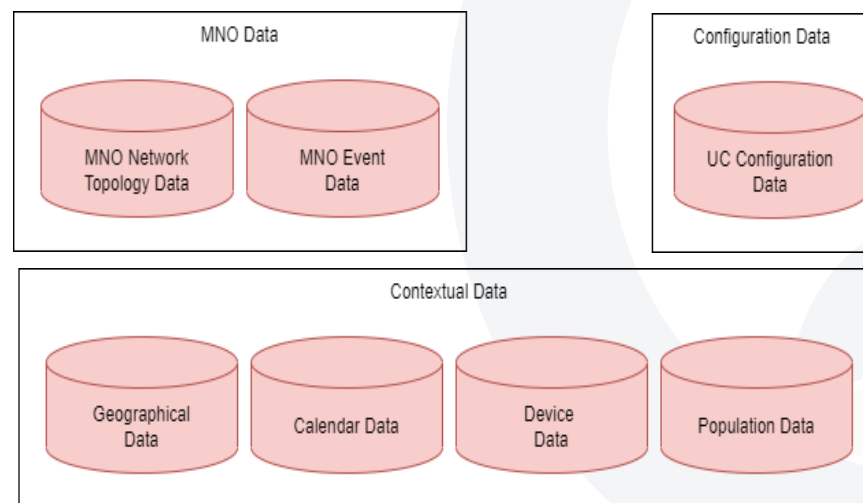 MNO Data
MNO Network
Topology Data
MNO Event
Data
Configuration Data
UC Configuration
Data
Contextual Data
Geographical
Data
Calendar Data
Device
Data
Population Data